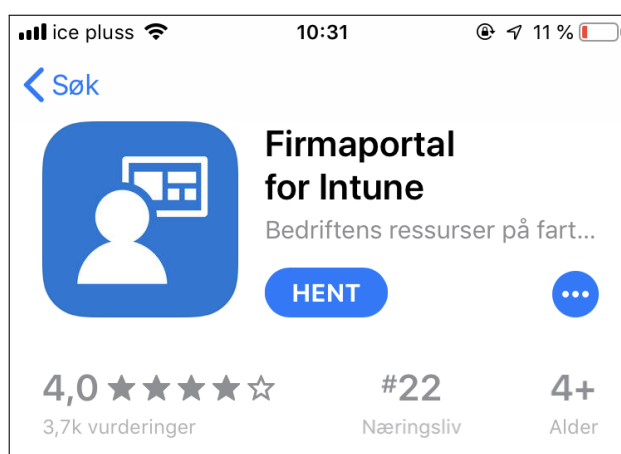 ice pluss 10:31 11 %
Søk
Firmaportal
for Intune
Bedriftens ressurser på fart...
HENT
4,0 #22 4+
3,7k vurderinger Næringsliv Alder